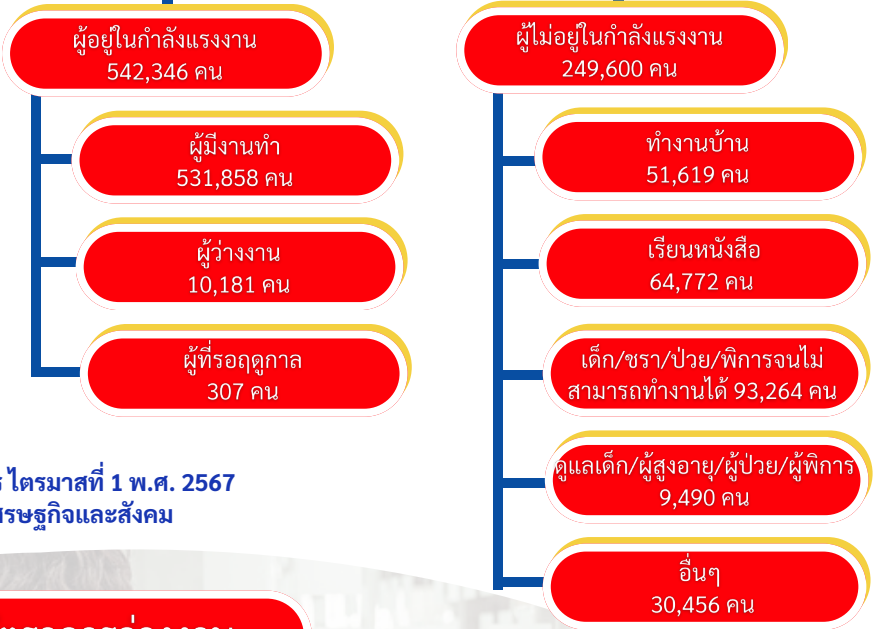 ผู้อยู่ในกำลังแรงงาน
542,346 คน
ผู้มีงานทำ
531,858 คน
ผู้ว่างงาน
10,181 คน
ผู้ที่รอฤดูกาล
307 คน
ผู้ไม่อยู่ในกำลังแรงงาน
249,600 คน
ทำงานบ้าน
51,619 คน
เรียนหนังสือ
64,772 คน
เด็ก/ชรา/ป่วย/พิการจนไม่
สามารถทำงานได้ 93,264 คน
ดูแลเด็ก/ผู้สูงอายุ/ผู้ป่วย/ผู้พิการ
9,490 คน
อื่นๆ
30,456 คน
ไตรมาสที่ 1 พ.ศ. 2567
เศรษฐกิจและสังคม